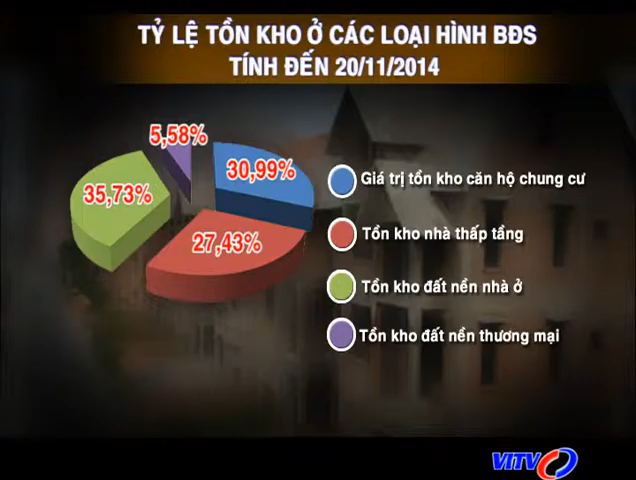 TỶ LỆ TỒN KHO Ở CÁC LOẠI HÌNH BĐS
TÍNH ĐẾN 20/11/2014
5,58%
30,99%
35,73%
27,43%
Giá trị tồn kho căn hộ chung cư
Tồn kho nhà thấp tầng
Tồn kho đất nền nhà ở
Tồn kho đất nền thương mại
VITV